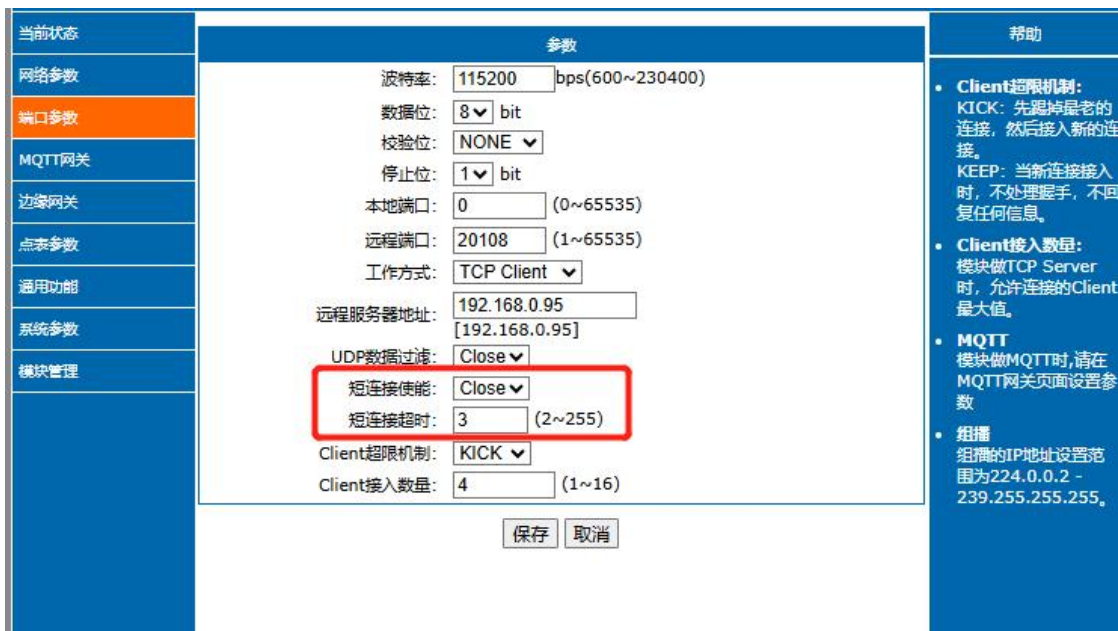 当前状态
网络参数
端口参数
MQTT网关
边缘网关
点表参数
通用功能
系统参数
模块管理
参数
波特率: 115200 bps(600~230400)
数据位: 8 bit
校验位: NONE
停止位: 1 bit
本地端口: 0 (0~65535)
远程端口: 20108 (1~65535)
工作方式: TCP Client
远程服务器地址: 192.168.0.95
[192.168.0.95]
UDP数据过滤: Close
短连接使能: Close
短连接超时: 3 (2~255)
Client超限机制: KICK
Client接入数量: 4 (1~16)
保存 取消
帮助
• Client超限机制:
KICK: 先踢掉最老的
连接, 然后接入新的连
接。
KEEP: 当新连接接入
时, 不处理握手, 不回
复任何信息。
• Client接入数量:
模块做TCP Server
时, 允许连接的Client
最大值。
• MQTT
模块做MQTT时,请在
MQTT网关页面设置参
数
• 组播
组播的IP地址设置范
围为224.0.0.2 -
239.255.255.255。